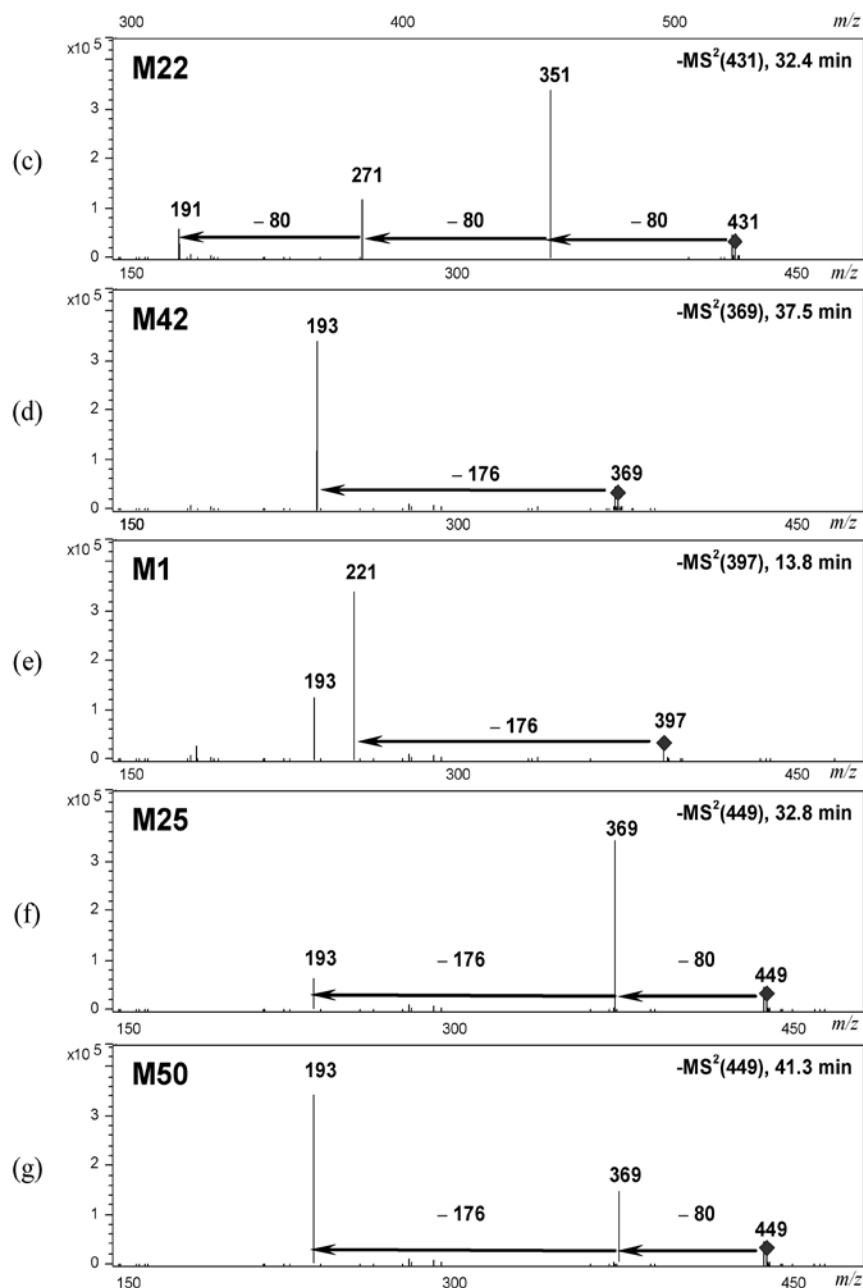 300 400 500 m/z
x10 5
M22
-MS²(431), 32.4 min
351
3
(c)
2
271
1
191
– 80
– 80
– 80
431
0
150 300 450 m/z
x10 5
M42
-MS²(369), 37.5 min
193
3
(d)
2
1
– 176
369
0
150 300 450 m/z
x10 5
M1
-MS²(397), 13.8 min
221
3
(e)
2
193
1
– 176
397
0
150 300 450 m/z
x10 5
M25
-MS²(449), 32.8 min
369
3
(f)
2
193
– 176
– 80
1
449
0
150 300 450 m/z
x10 5
M50
-MS²(449), 41.3 min
193
3
(g)
2
369
– 176
– 80
1
449
0
150 300 450 m/z